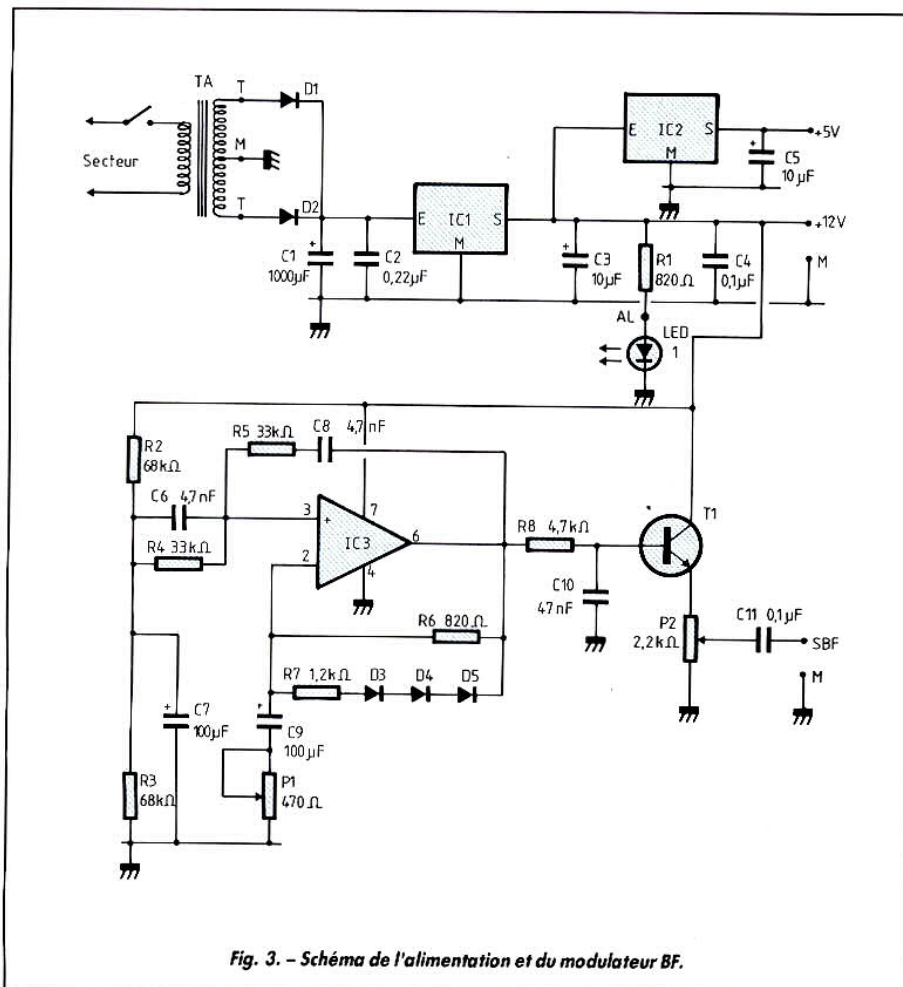 TA
T
D1
M
Secteur
T
D2
C1
1000µF
C2
0,22µF
E
IC1
S
M
E
IC2
S
M
C5
10µF
+5V
+12V
C3
10µF
R1
820Ω
C4
0,1µF
M
AL
LED
1
R2
68kΩ
R5 33kΩ
C8
4,7nF
C6 4,7nF
R4 33kΩ
3
+
7
2
IC3
6
4
R8 4,7kΩ
T1
C10
47nF
R6 820Ω
P2
2,2kΩ
C11 0,1µF
SBF
M
R7 1,2kΩ
D3
D4
D5
C7
100µF
C9
100µF
R3
68kΩ
P1
470Ω
Fig. 3. – Schéma de l'alimentation et du modulateur BF.